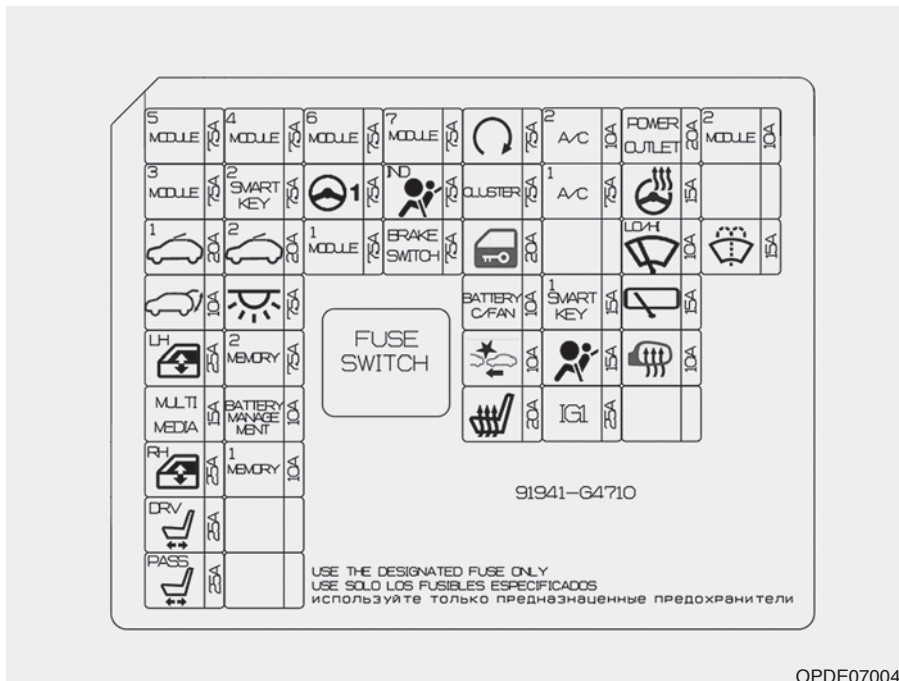 5 MODULE 7.5A 4 MODULE 7.5A 6 MODULE 7.5A 7 MODULE 7.5A 7.5A 2 A/C 10A POWER OUTLET 20A 2 MODULE 10A
3 MODULE 7.5A 2 SMART KEY 7.5A 1 7.5A IND 7.5A CLUSTER 7.5A 1 A/C 7.5A 15A
1 20A 2 20A 1 MODULE 7.5A BRAKE SWITCH 7.5A 20A LO/HI 10A 15A
10A 7.5A BATTERY C/FAN 10A 1 SMART KEY 15A 15A
LH 25A 2 MEMORY 7.5A 10A 15A 10A
FUSE
SWITCH
MULTI MEDIA 15A BATTERY MANAGE MENT 10A 20A IG1 25A
RH 25A 1 MEMORY 10A
91941-G4710
DRV 25A
PASS 25A
USE THE DESIGNATED FUSE ONLY
USE SOLO LOS FUSIBLES ESPECIFICADOS
используйте только предназнаценные предохранители
OPDE07004